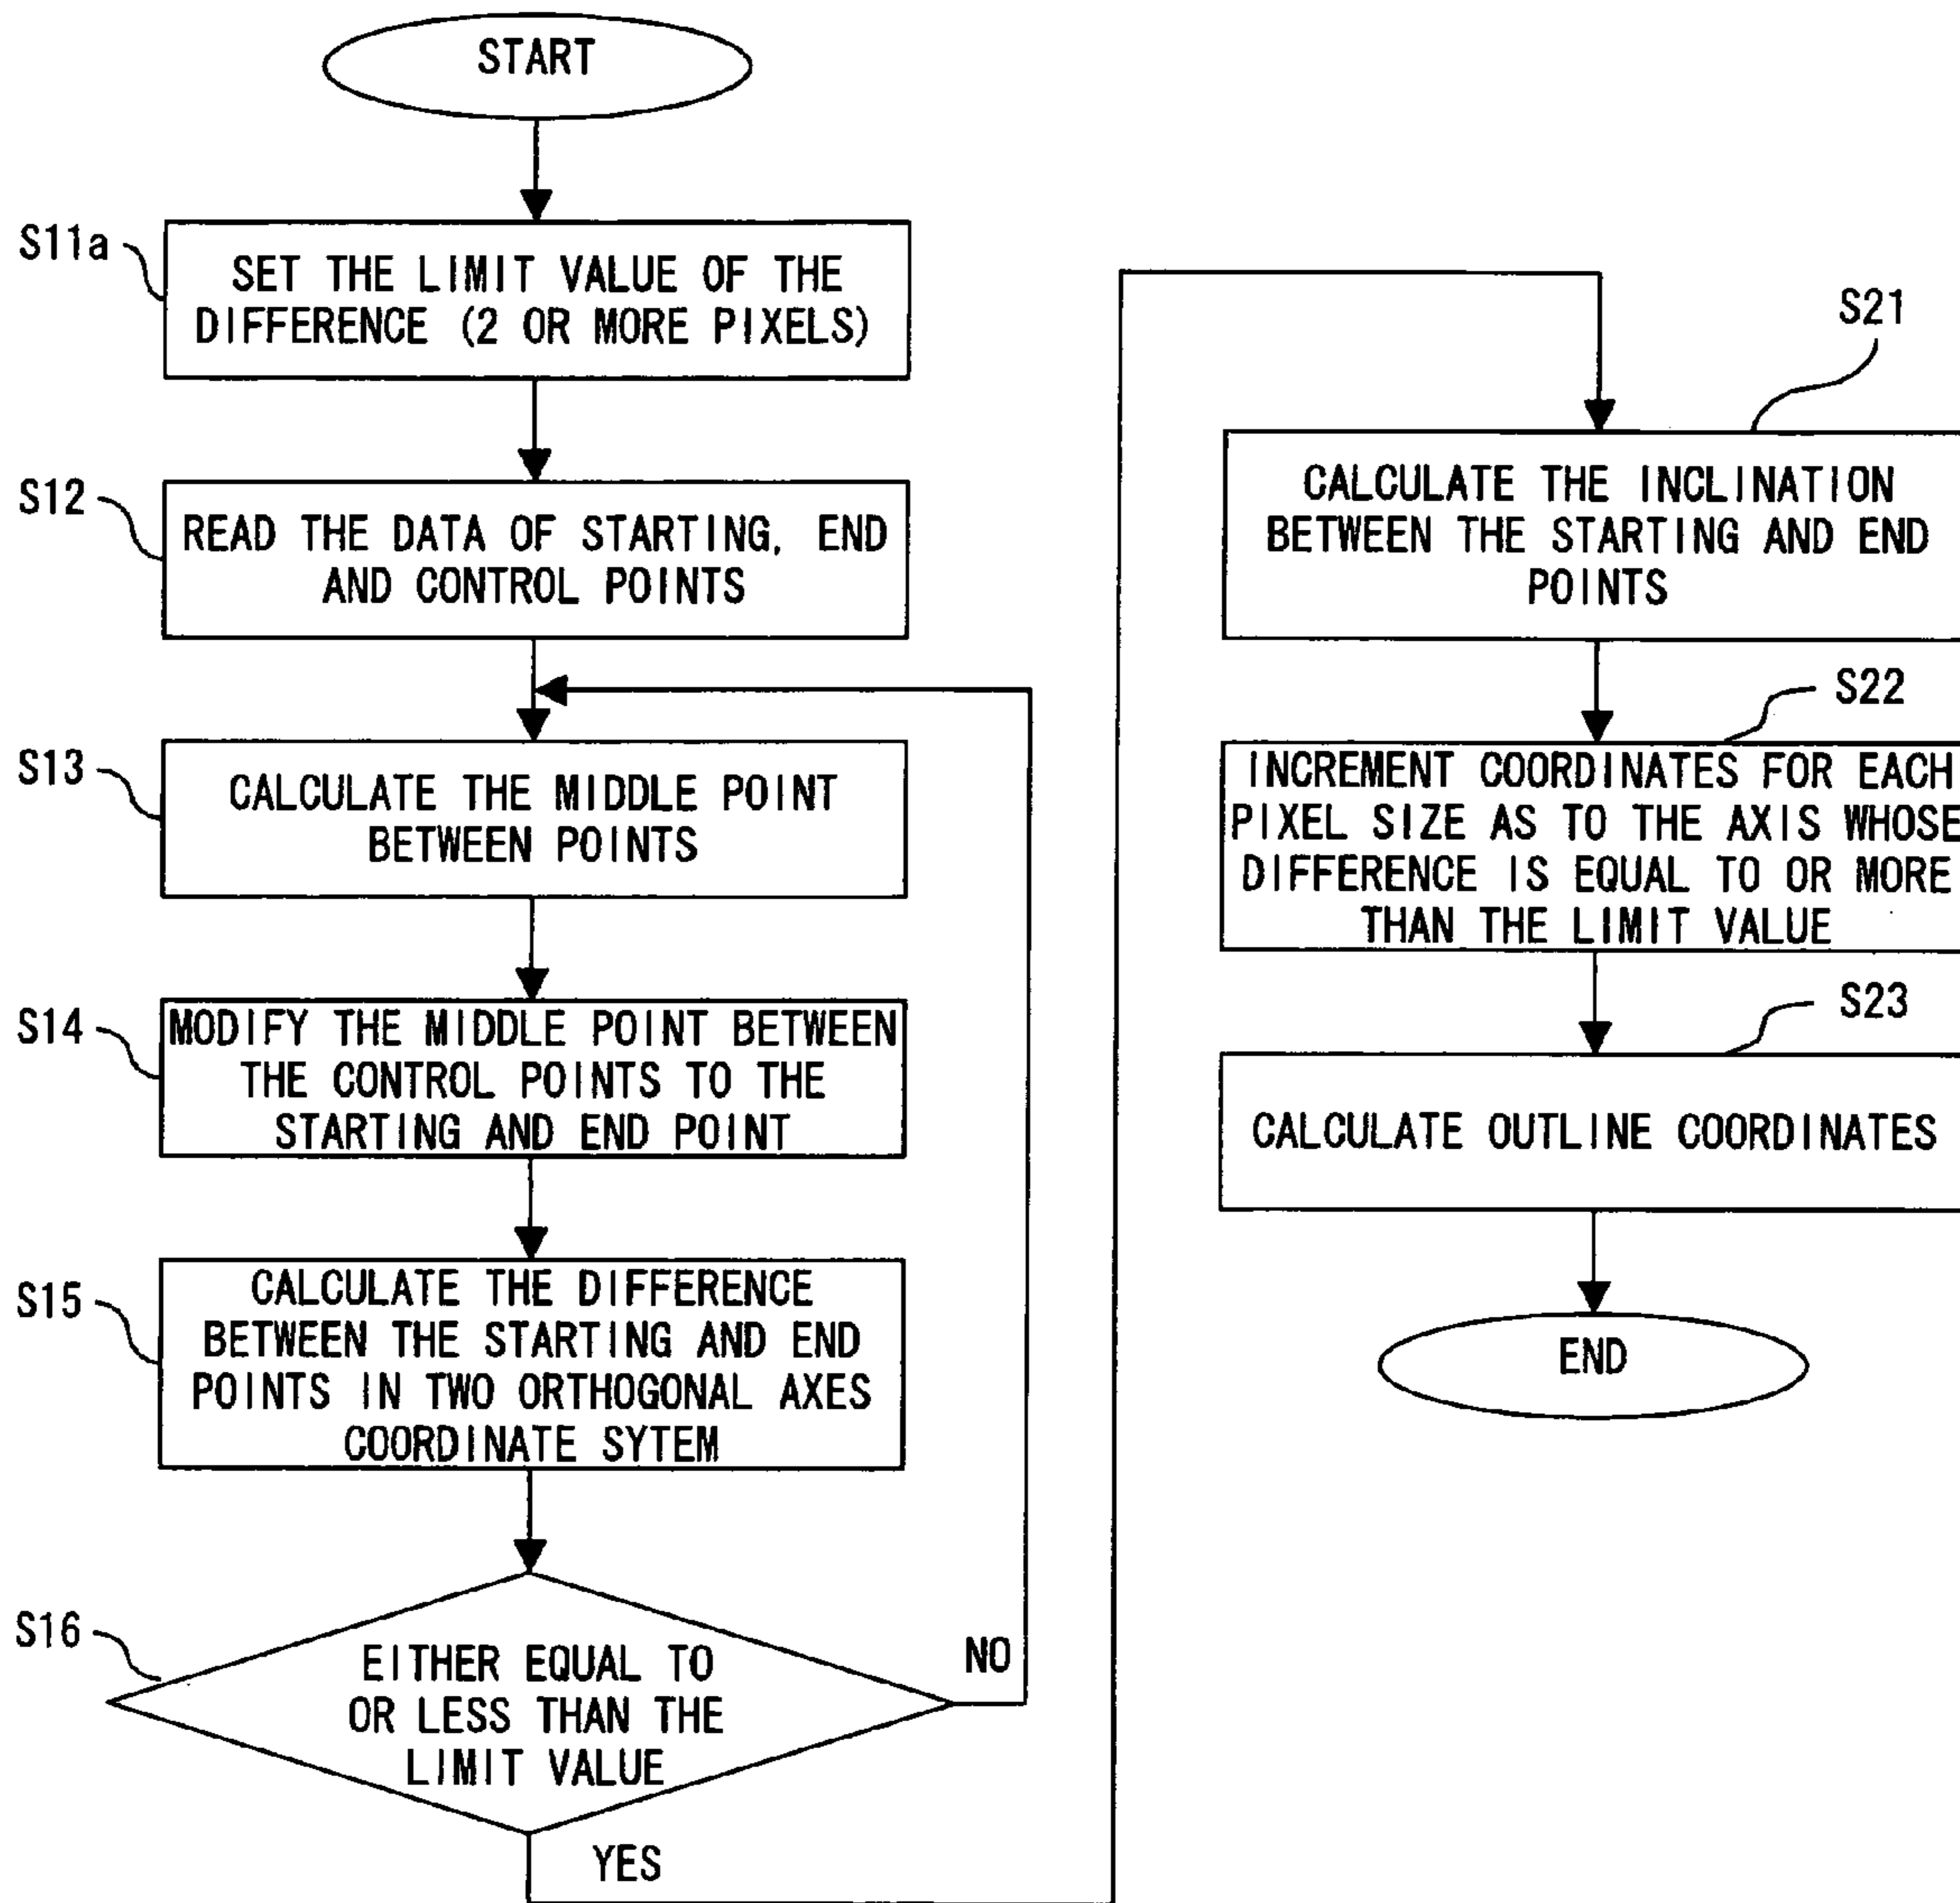 START
S11a
SET THE LIMIT VALUE OF THE
DIFFERENCE (2 OR MORE PIXELS)
S12
READ THE DATA OF STARTING, END
AND CONTROL POINTS
S13
CALCULATE THE MIDDLE POINT
BETWEEN POINTS
S14
MODIFY THE MIDDLE POINT BETWEEN
THE CONTROL POINTS TO THE
STARTING AND END POINT
S15
CALCULATE THE DIFFERENCE
BETWEEN THE STARTING AND END
POINTS IN TWO ORTHOGONAL AXES
COORDINATE SYTEM
S16
EITHER EQUAL TO
OR LESS THAN THE
LIMIT VALUE
NO
YES
S21
CALCULATE THE INCLINATION
BETWEEN THE STARTING AND END
POINTS
S22
INCREMENT COORDINATES FOR EACH
PIXEL SIZE AS TO THE AXIS WHOSE
DIFFERENCE IS EQUAL TO OR MORE
THAN THE LIMIT VALUE
S23
CALCULATE OUTLINE COORDINATES
END